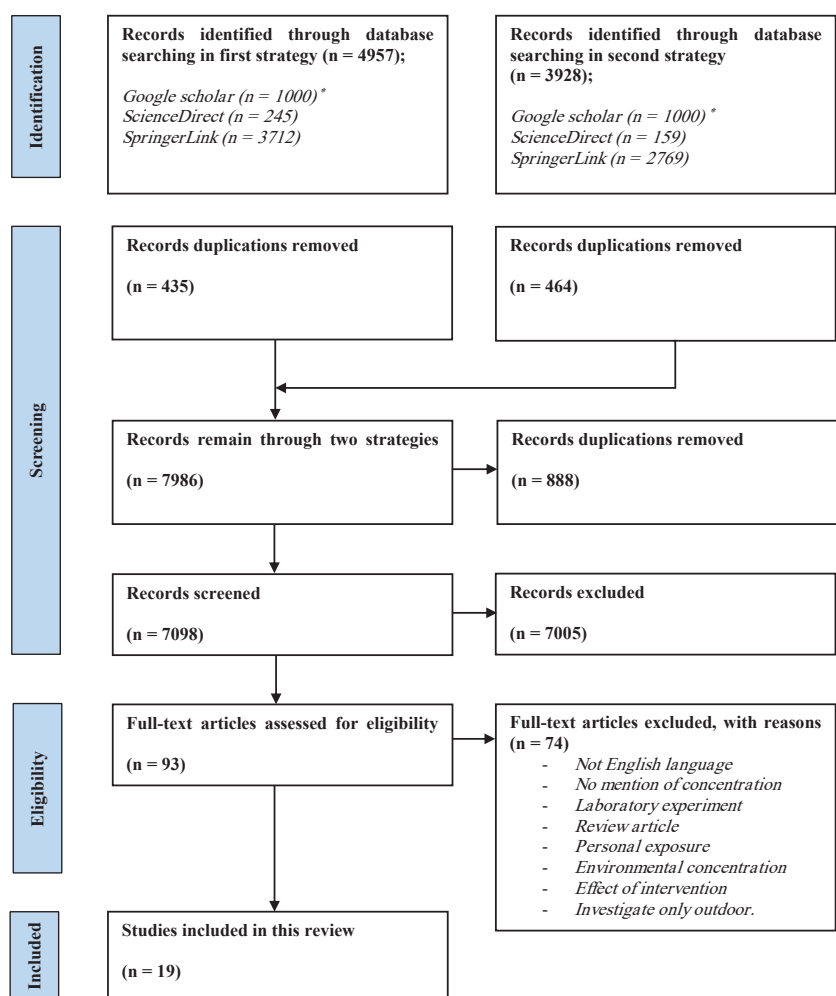 Identification
Records identified through database
searching in first strategy (n = 4957);
Google scholar (n = 1000)*
ScienceDirect (n = 245)
SpringerLink (n = 3712)
Records identified through database
searching in second strategy
(n = 3928);
Google scholar (n = 1000)*
ScienceDirect (n = 159)
SpringerLink (n = 2769)
Screening
Records duplications removed
(n = 435)
Records duplications removed
(n = 464)
Records remain through two strategies
(n = 7986)
Records duplications removed
(n = 888)
Records screened
(n = 7098)
Records excluded
(n = 7005)
Eligibility
Full-text articles assessed for eligibility
(n = 93)
Full-text articles excluded, with reasons
(n = 74)
- Not English language
- No mention of concentration
- Laboratory experiment
- Review article
- Personal exposure
- Environmental concentration
- Effect of intervention
- Investigate only outdoor.
Included
Studies included in this review
(n = 19)